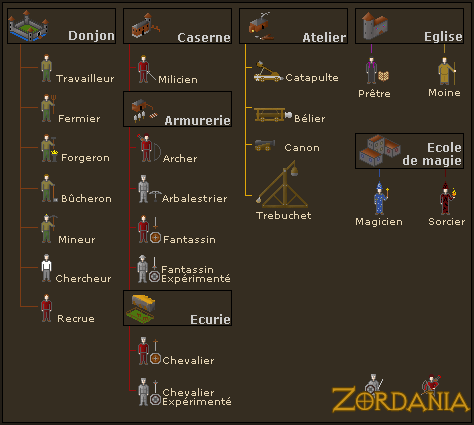 Donjon
Travailleur
Fermier
Forgeron
Bûcheron
Mineur
Chercheur
Recrue
Caserne
Milicien
Armurerie
Archer
Arbalestrier
Fantassin
Fantassin
Expérimenté
Ecurie
Chevalier
Chevalier
Expérimenté
Atelier
Catapulte
Bélier
Canon
Trebuchet
Eglise
Prêtre
Moine
Ecole
de magie
Magicien
Sorcier
ZORDANIA